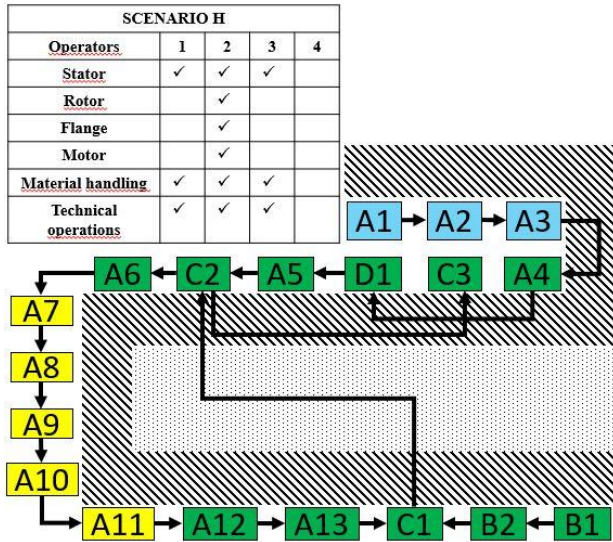 SCENARIO H
Operators 1 2 3 4
Stator ✓ ✓ ✓
Rotor ✓
Flange ✓
Motor ✓
Material handling ✓ ✓ ✓
Technical operations ✓ ✓ ✓
A1 A2 A3
A6 C2 A5 D1 C3 A4
A7
A8
A9
A10
A11 A12 A13 C1 B2 B1